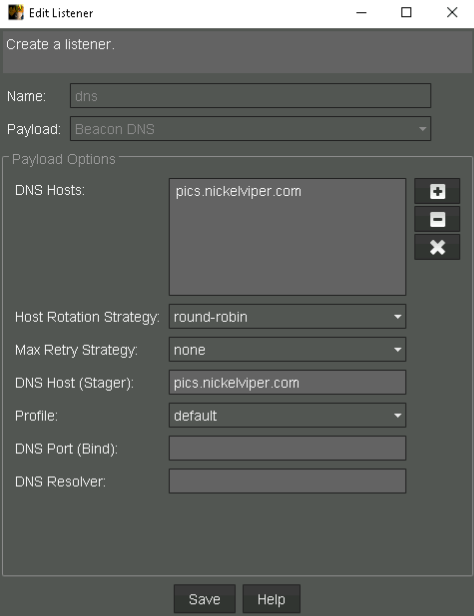 Edit Listener
Create a listener.
Name: dns
Payload: Beacon DNS
Payload Options
DNS Hosts: pics.nickelviper.com
Host Rotation Strategy: round-robin
Max Retry Strategy: none
DNS Host (Stager): pics.nickelviper.com
Profile: default
DNS Port (Bind):
DNS Resolver:
Save Help